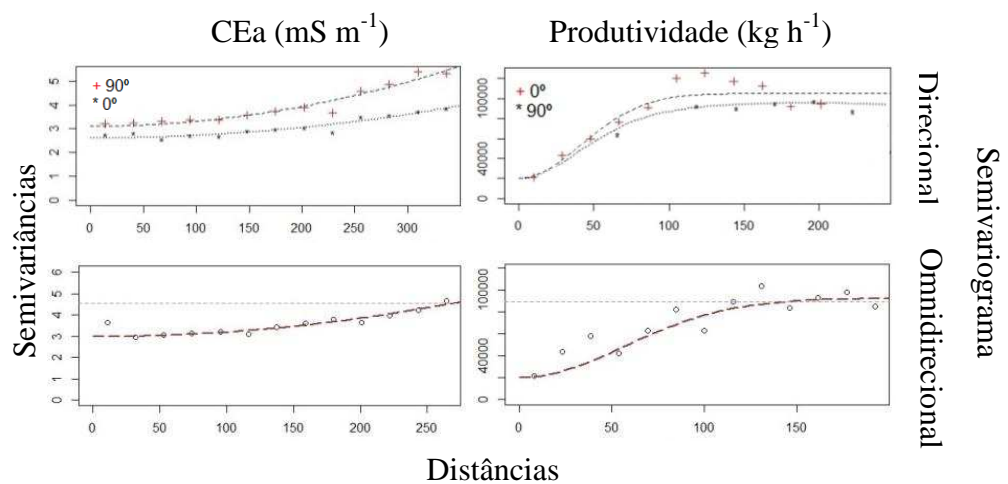 CEa (mS m⁻¹)
Produtividade (kg h⁻¹)
Semivariâncias
5
4
3
2
1
0
+ 90º
* 0º
0 50 100 150 200 250 300
100000
40000
0
+ 0º
* 90º
0 50 100 150 200
Direcional
6
5
4
3
2
1
0
0 50 100 150 200 250
100000
40000
0
0 50 100 150
Omnidirecional
Semivariograma
Distâncias